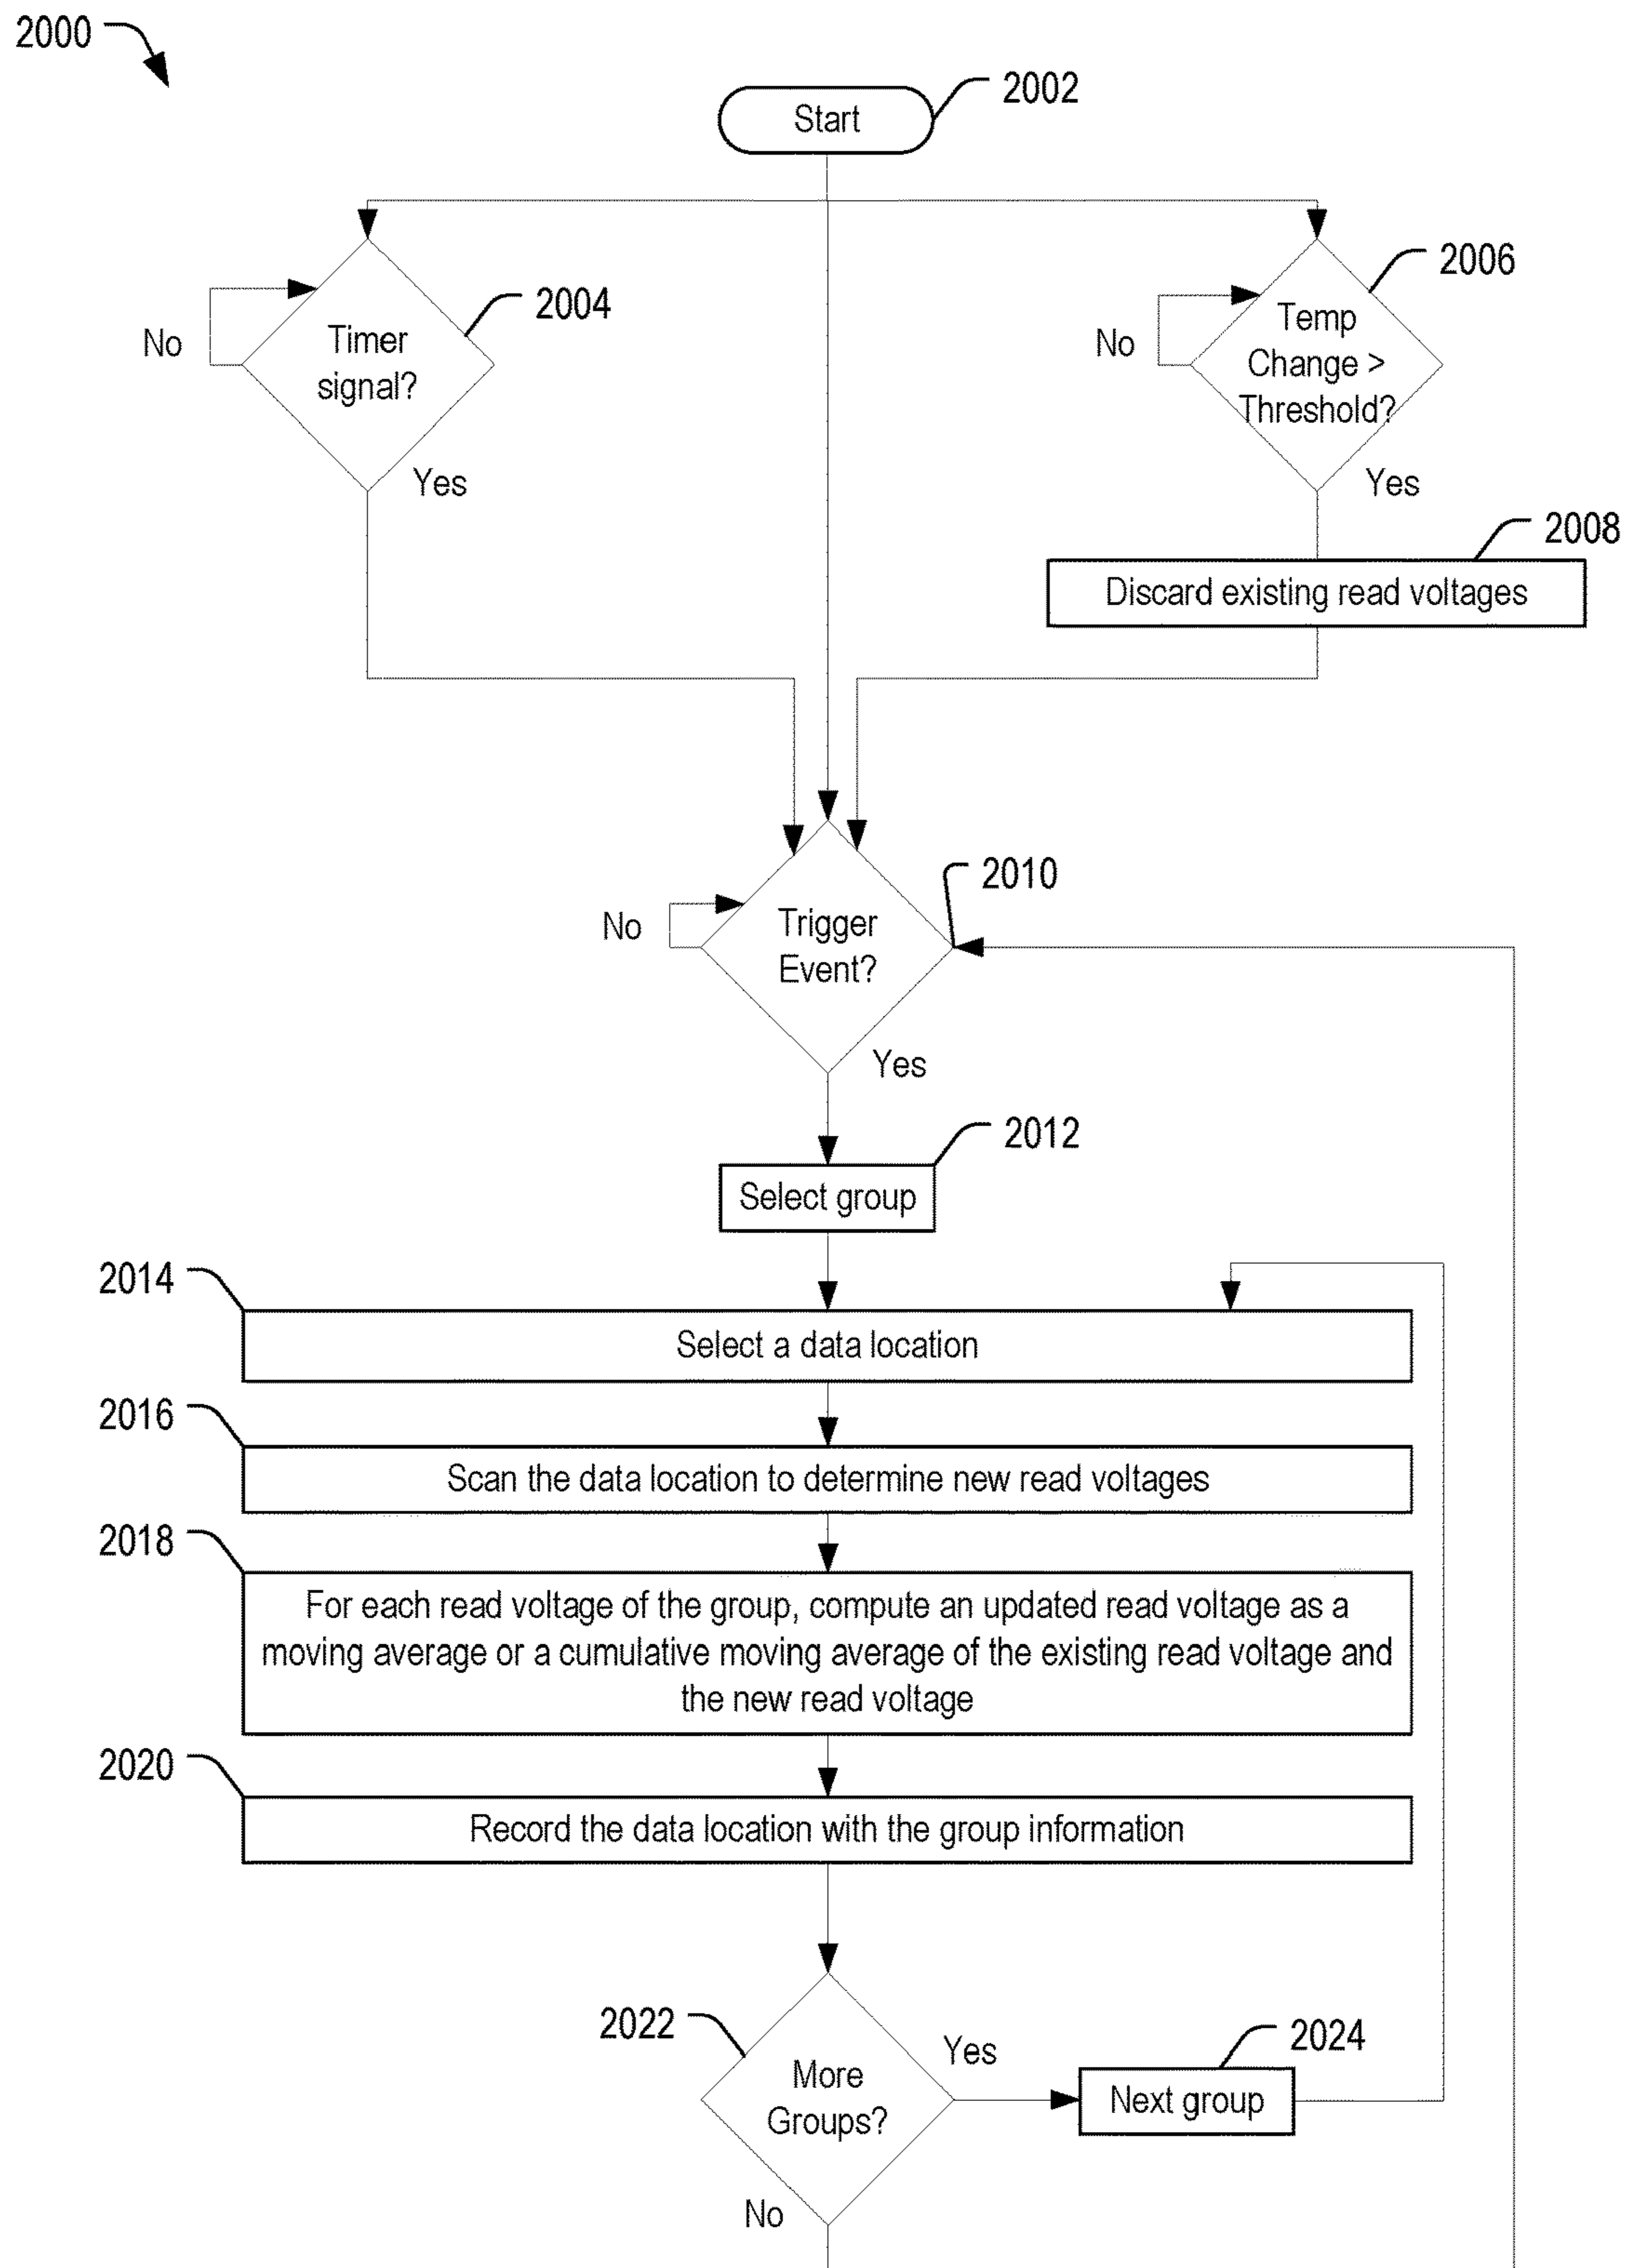 2000
2002
Start
2004
No
Timer
signal?
Yes
2006
No
Temp
Change >
Threshold?
Yes
2008
Discard existing read voltages
2010
No
Trigger
Event?
Yes
2012
Select group
2014
Select a data location
2016
Scan the data location to determine new read voltages
2018
For each read voltage of the group, compute an updated read voltage as a
moving average or a cumulative moving average of the existing read voltage and
the new read voltage
2020
Record the data location with the group information
2022
More
Groups?
Yes
2024
Next group
No